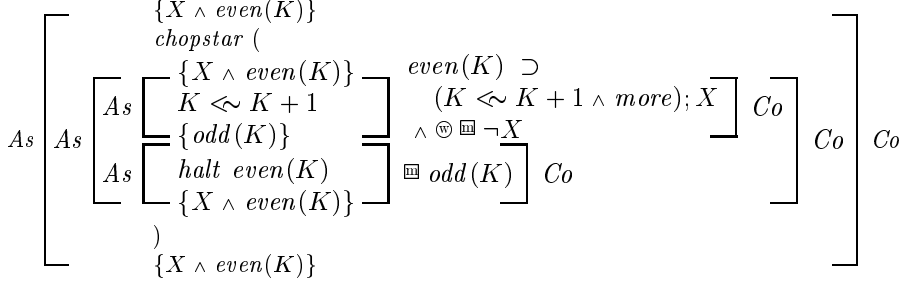 {X ∧ even(K)}
chopstar (
{X ∧ even(K)} even(K) ⊃
As K <~ K + 1 (K <~ K + 1 ∧ more); X Co
{odd(K)} ∧ ⓦ 🄼 ¬X
As As Co Co
As halt even(K) 🄼 odd(K) Co
{X ∧ even(K)}
)
{X ∧ even(K)}